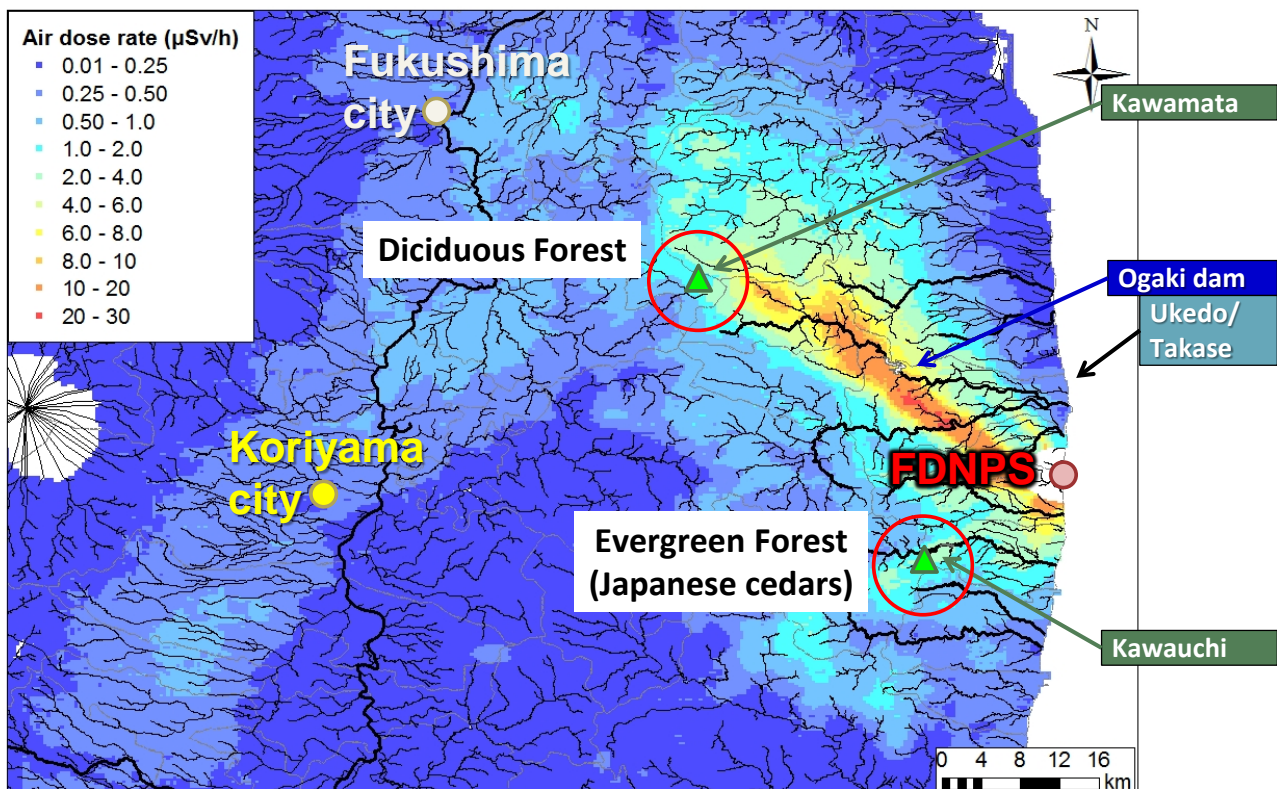 Air dose rate (µSv/h)
0.01 - 0.25
0.25 - 0.50
0.50 - 1.0
1.0 - 2.0
2.0 - 4.0
4.0 - 6.0
6.0 - 8.0
8.0 - 10
10 - 20
20 - 30
Fukushima
city
N
Kawamata
Diciduous Forest
Ogaki dam
Ukedo/
Takase
Koriyama
city
FDNPS
Evergreen Forest
(Japanese cedars)
Kawauchi
0 4 8 12 16
km